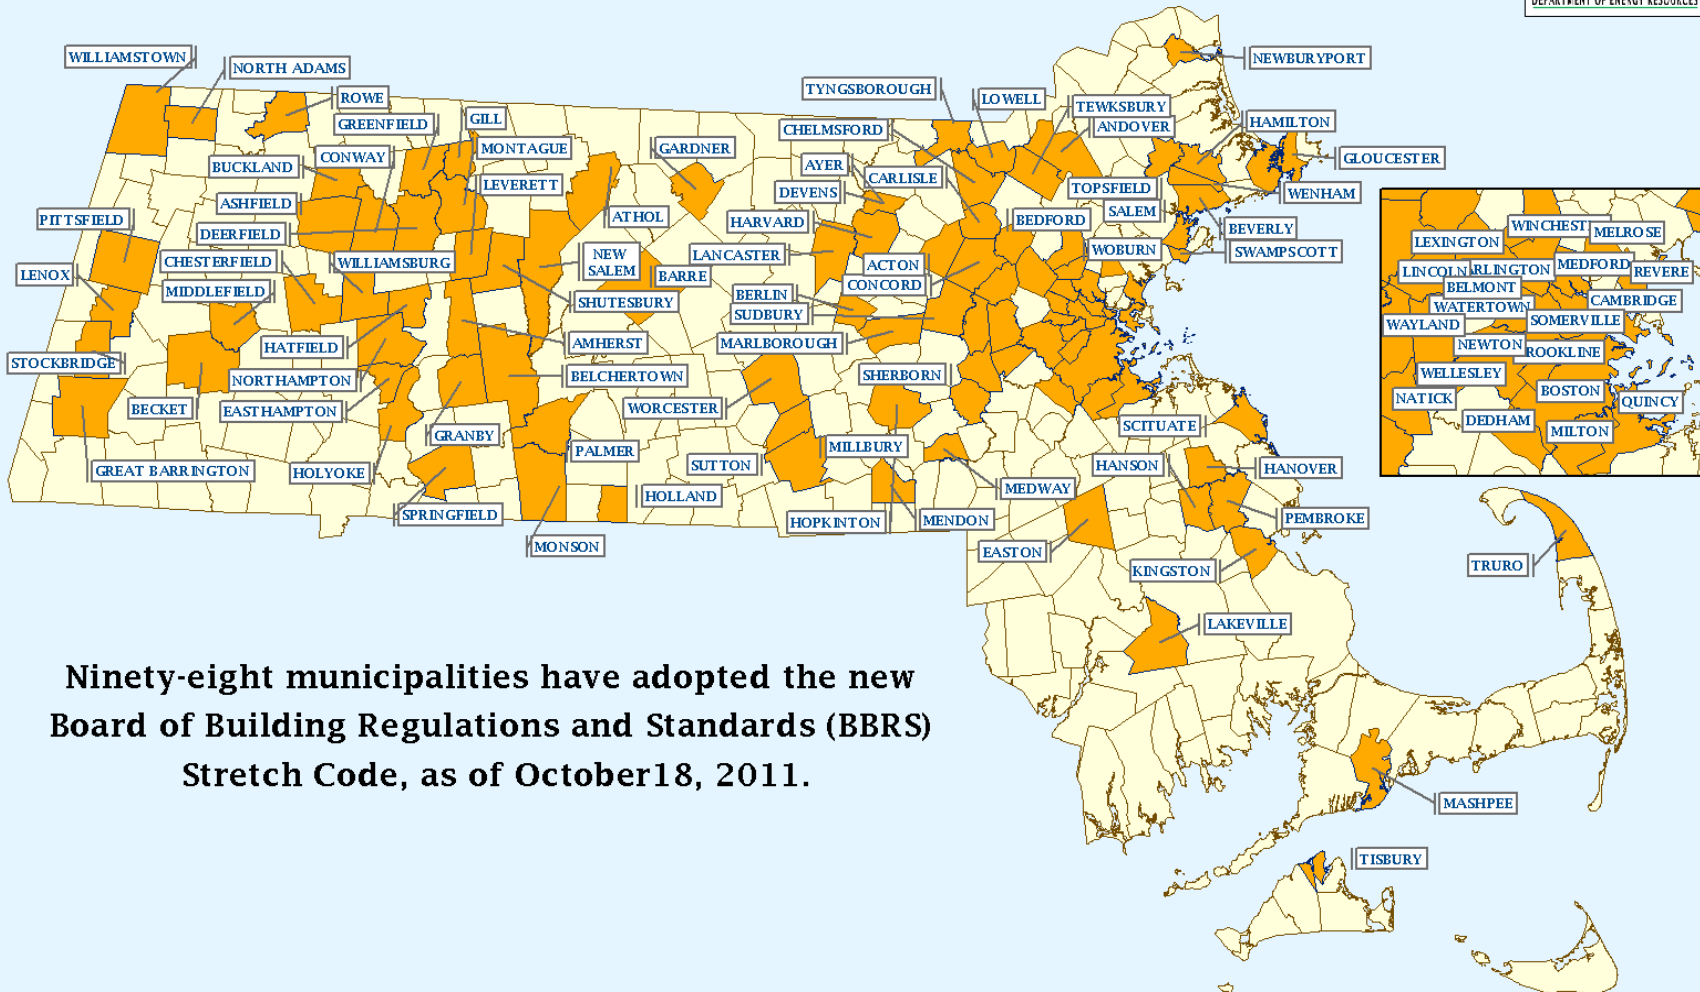 DEPARTMENT OF ENERGY RESOURCES
WILLIAMSTOWN
NORTH ADAMS
ROWE
GREENFIELD
GILL
BUCKLAND
CONWAY
MONTAGUE
ASHFIELD
LEVERETT
PITTSFIELD
DEERFIELD
ATHOL
LENOX
CHESTERFIELD
WILLIAMSBURG
NEW
SALEM
BARRE
MIDDLEFIELD
SHUTESBURY
HATFIELD
AMHERST
STOCKBRIDGE
NORTHAMPTON
BELCHERTOWN
BECKET
EASTHAMPTON
GRANBY
PALMER
GREAT BARRINGTON
HOLYOKE
HOLLAND
SPRINGFIELD
MONSON
GARDNER
TYNGSBOROUGH
LOWELL
TEWKSBURY
CHELMSFORD
ANDOVER
AYER
CARLISLE
DEVENS
HARVARD
BEDFORD
LANCASTER
ACTON
CONCORD
BERLIN
SUDBURY
MARLBOROUGH
SHERBORN
WORCESTER
MILLBURY
SUTTON
HOPKINTON
MENDON
MEDWAY
NEWBURYPORT
HAMILTON
GLOUCESTER
TOPSFIELD
WENHAM
SALEM
BEVERLY
WOBURN
SWAMPSCOTT
WINCHEST
MELROSE
LEXINGTON
LINCOLN
ARLINGTON
MEDFORD
REVERE
BELMONT
CAMBRIDGE
WATERTOWN
WAYLAND
SOMERVILLE
NEWTON
ROOKLINE
WELLESLEY
BOSTON
NATICK
QUINCY
DEDHAM
MILTON
SCITUATE
HANSON
HANOVER
PEMBROKE
EASTON
KINGSTON
TRURO
LAKEVILLE
MASHPEE
TISBURY
Ninety-eight municipalities have adopted the new
Board of Building Regulations and Standards (BBRS)
Stretch Code, as of October18, 2011.